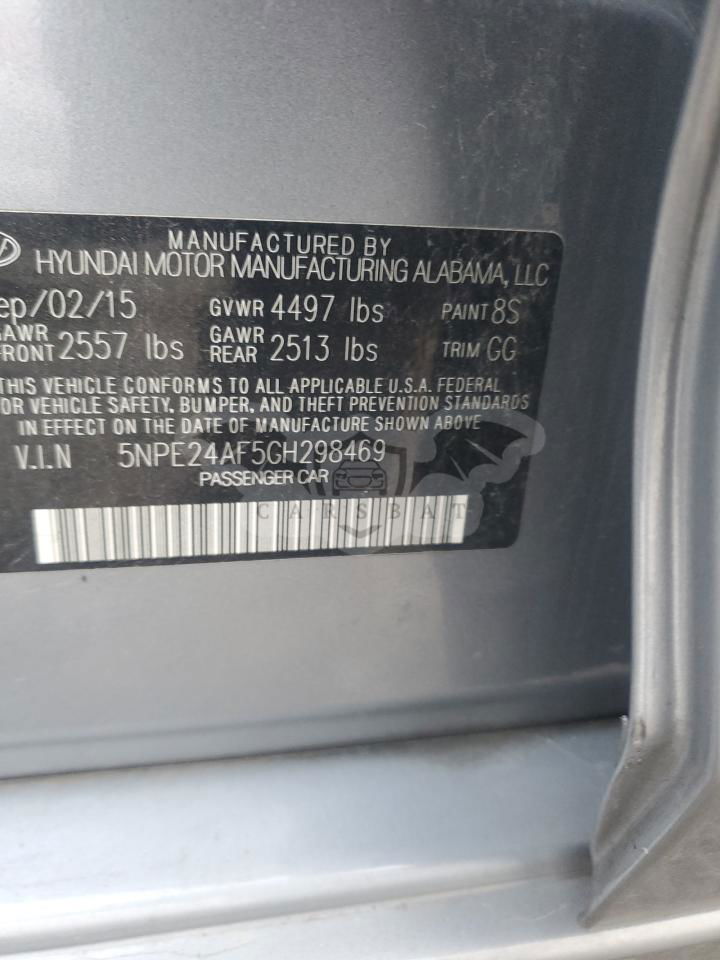 MANUFACTURED BY
HYUNDAI MOTOR MANUFACTURING ALABAMA, LLC
ep/02/15 GVWR 4497 lbs PAINT 8S
GAWR FRONT 2557 lbs GAWR REAR 2513 lbs TRIM GG
THIS VEHICLE CONFORMS TO ALL APPLICABLE U.S.A. FEDERAL
OR VEHICLE SAFETY, BUMPER, AND THEFT PREVENTION STANDARDS
IN EFFECT ON THE DATE OF MANUFACTURE SHOWN ABOVE
V.I.N 5NPE24AF5GH298469
PASSENGER CAR
CARSBAT